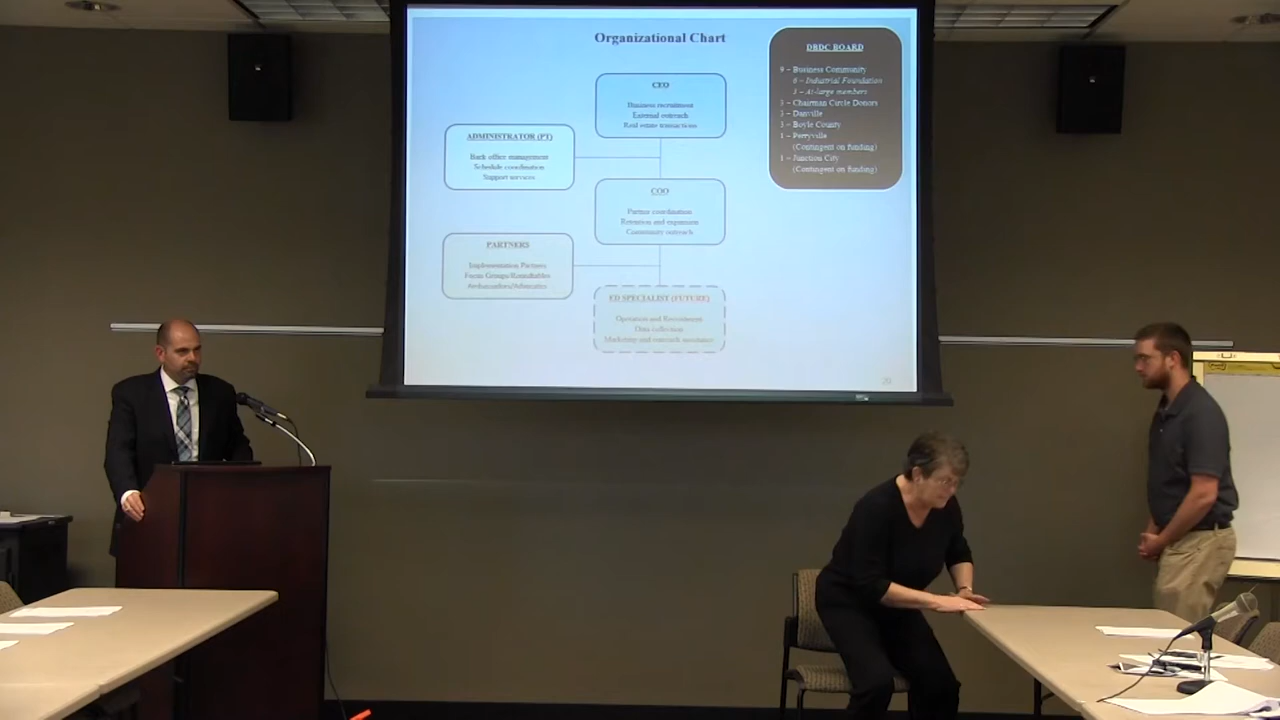 Organizational Chart
CEO
Business recruitment
External outreach
Real estate transactions
ADMINISTRATOR (PT)
Back office management
Schedule coordination
Support services
COO
Partner coordination
Retention and expansion
Community outreach
PARTNERS
Implementation Partners
Focus Groups/Roundtables
Ambassadors/Advocates
ED SPECIALIST (FUTURE)
Operation and Recruitment
Data collection
Marketing and outreach assistance
DBDC BOARD
9 – Business Community
6 – Industrial Foundation
3 – At-large members
3 – Chairman Circle Donors
3 – Danville
3 – Boyle County
1 – Perryville
(Contingent on funding)
1 – Junction City
(Contingent on funding)
20